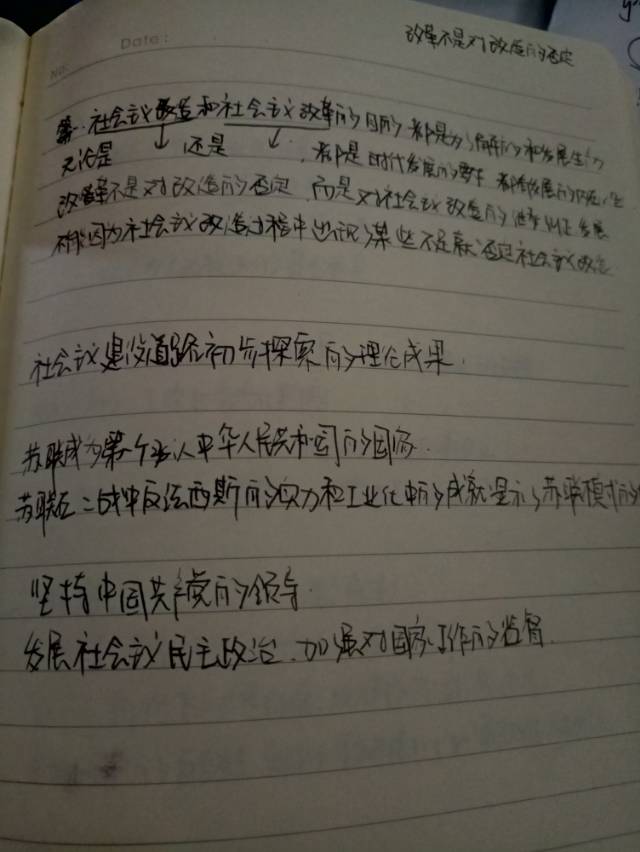 Date:
No:
改革不是对改造的否定
第一.社会主义改造和社会主义改革的目的都是为了解放和发展生产力
无论是 还是 ,都是时代发展的要求 都是发展的
改革不是对改造的否定 而是对社会主义改造的 发展
不能因为社会主义改造过程中出现了某些不足就否定社会主义改造
社会主义建设道路初步探索的理论成果.
苏联成为第一个承认中华人民共和国的国家.
苏联在二战中反法西斯的实力和工业化中的成就显示了苏联模式的
坚持中国共产党的领导
发展社会主义民主政治.加强对国家工作的监督